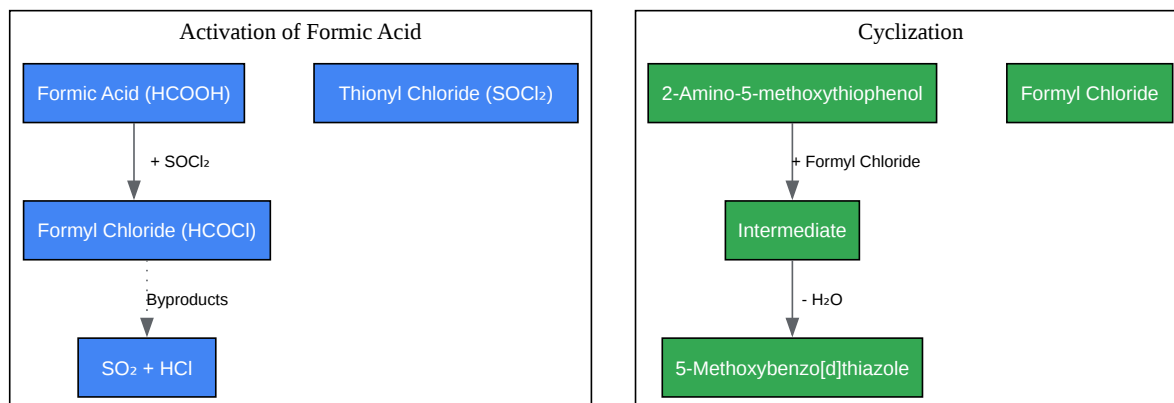 Activation of Formic Acid
Formic Acid (HCOOH)
Thionyl Chloride (SOCl₂)
+ SOCl₂
Formyl Chloride (HCOCl)
Byproducts
SO₂ + HCl
Cyclization
2-Amino-5-methoxythiophenol
Formyl Chloride
+ Formyl Chloride
Intermediate
- H₂O
5-Methoxybenzo[d]thiazole